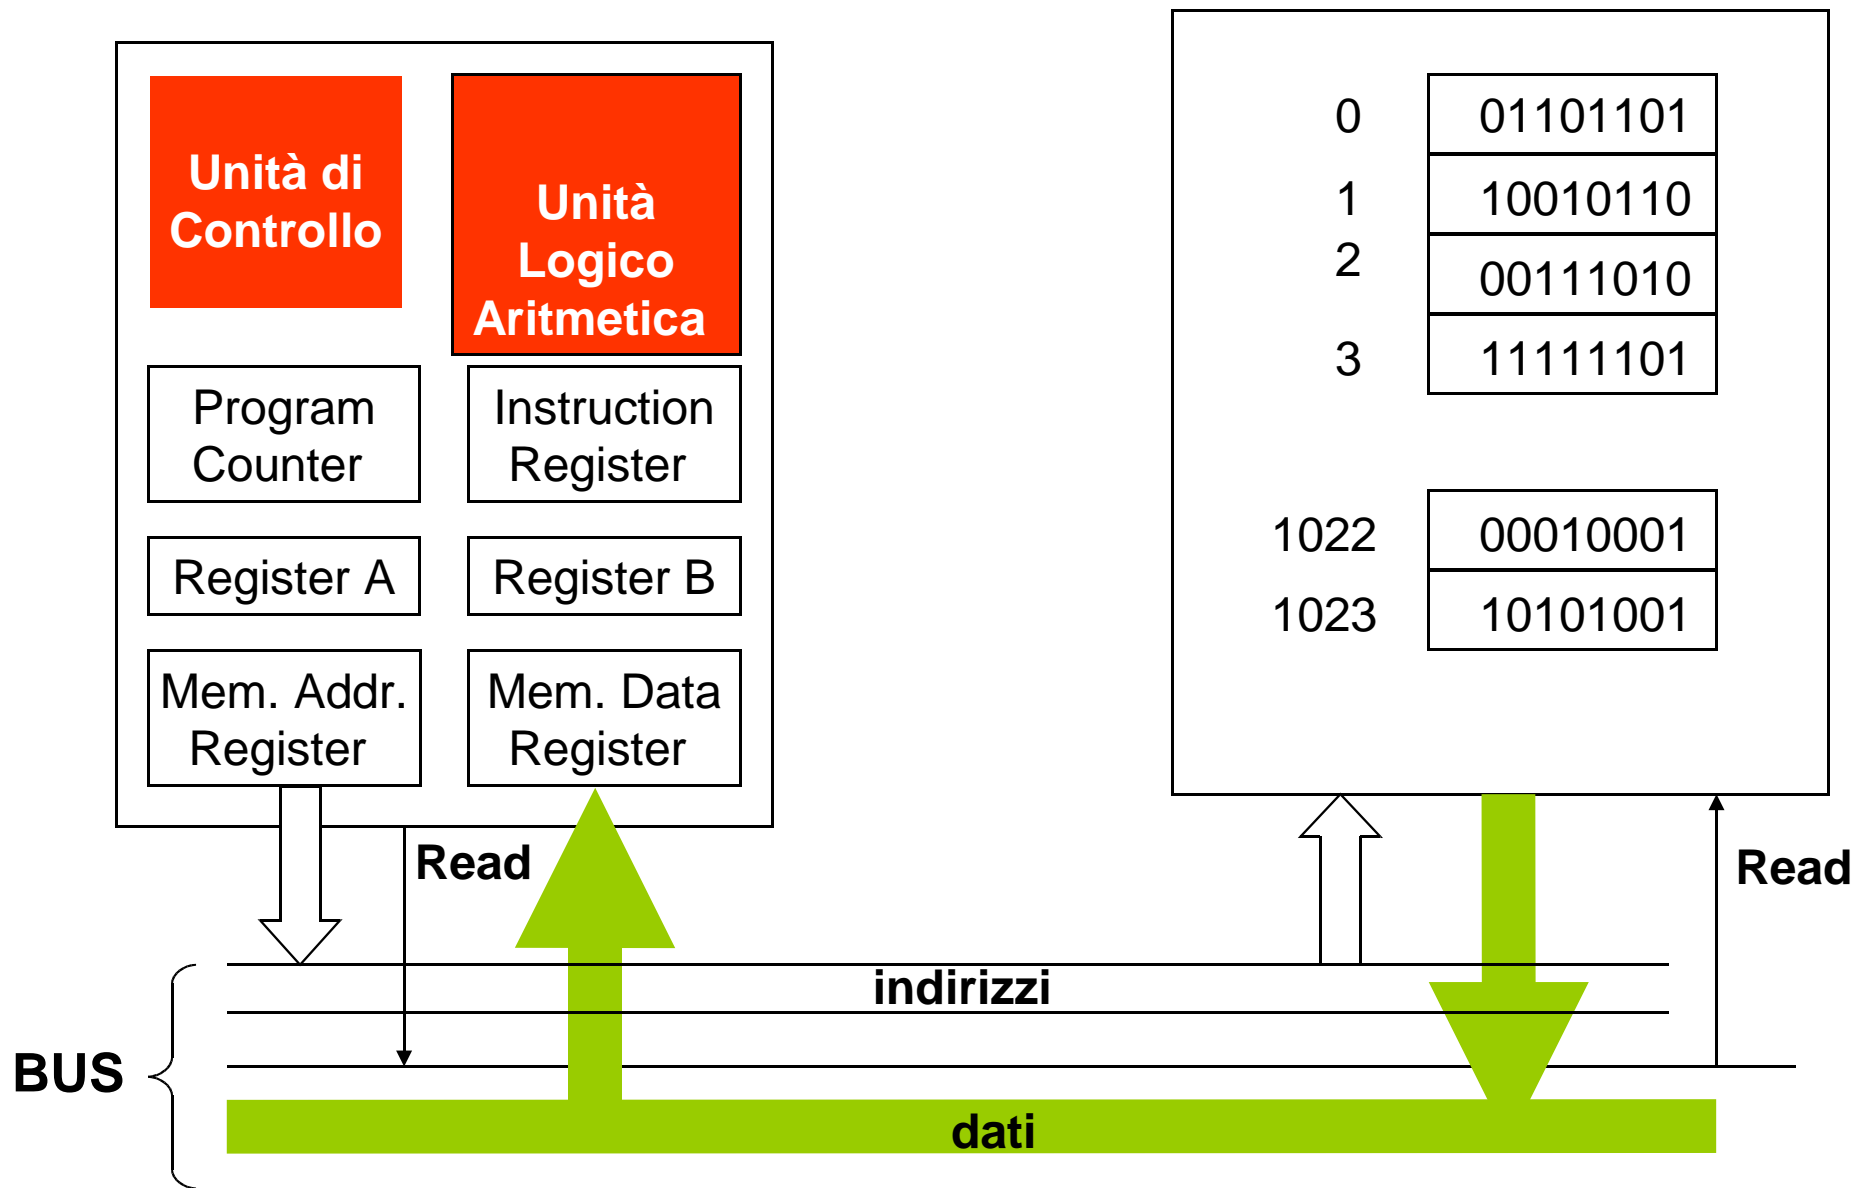 Unità di
Controllo
Unità
Logico
Aritmetica
Program
Counter
Instruction
Register
Register A
Register B
Mem. Addr.
Register
Mem. Data
Register
0 01101101
1 10010110
2 00111010
3 11111101
1022 00010001
1023 10101001
Read
Read
indirizzi
BUS
dati